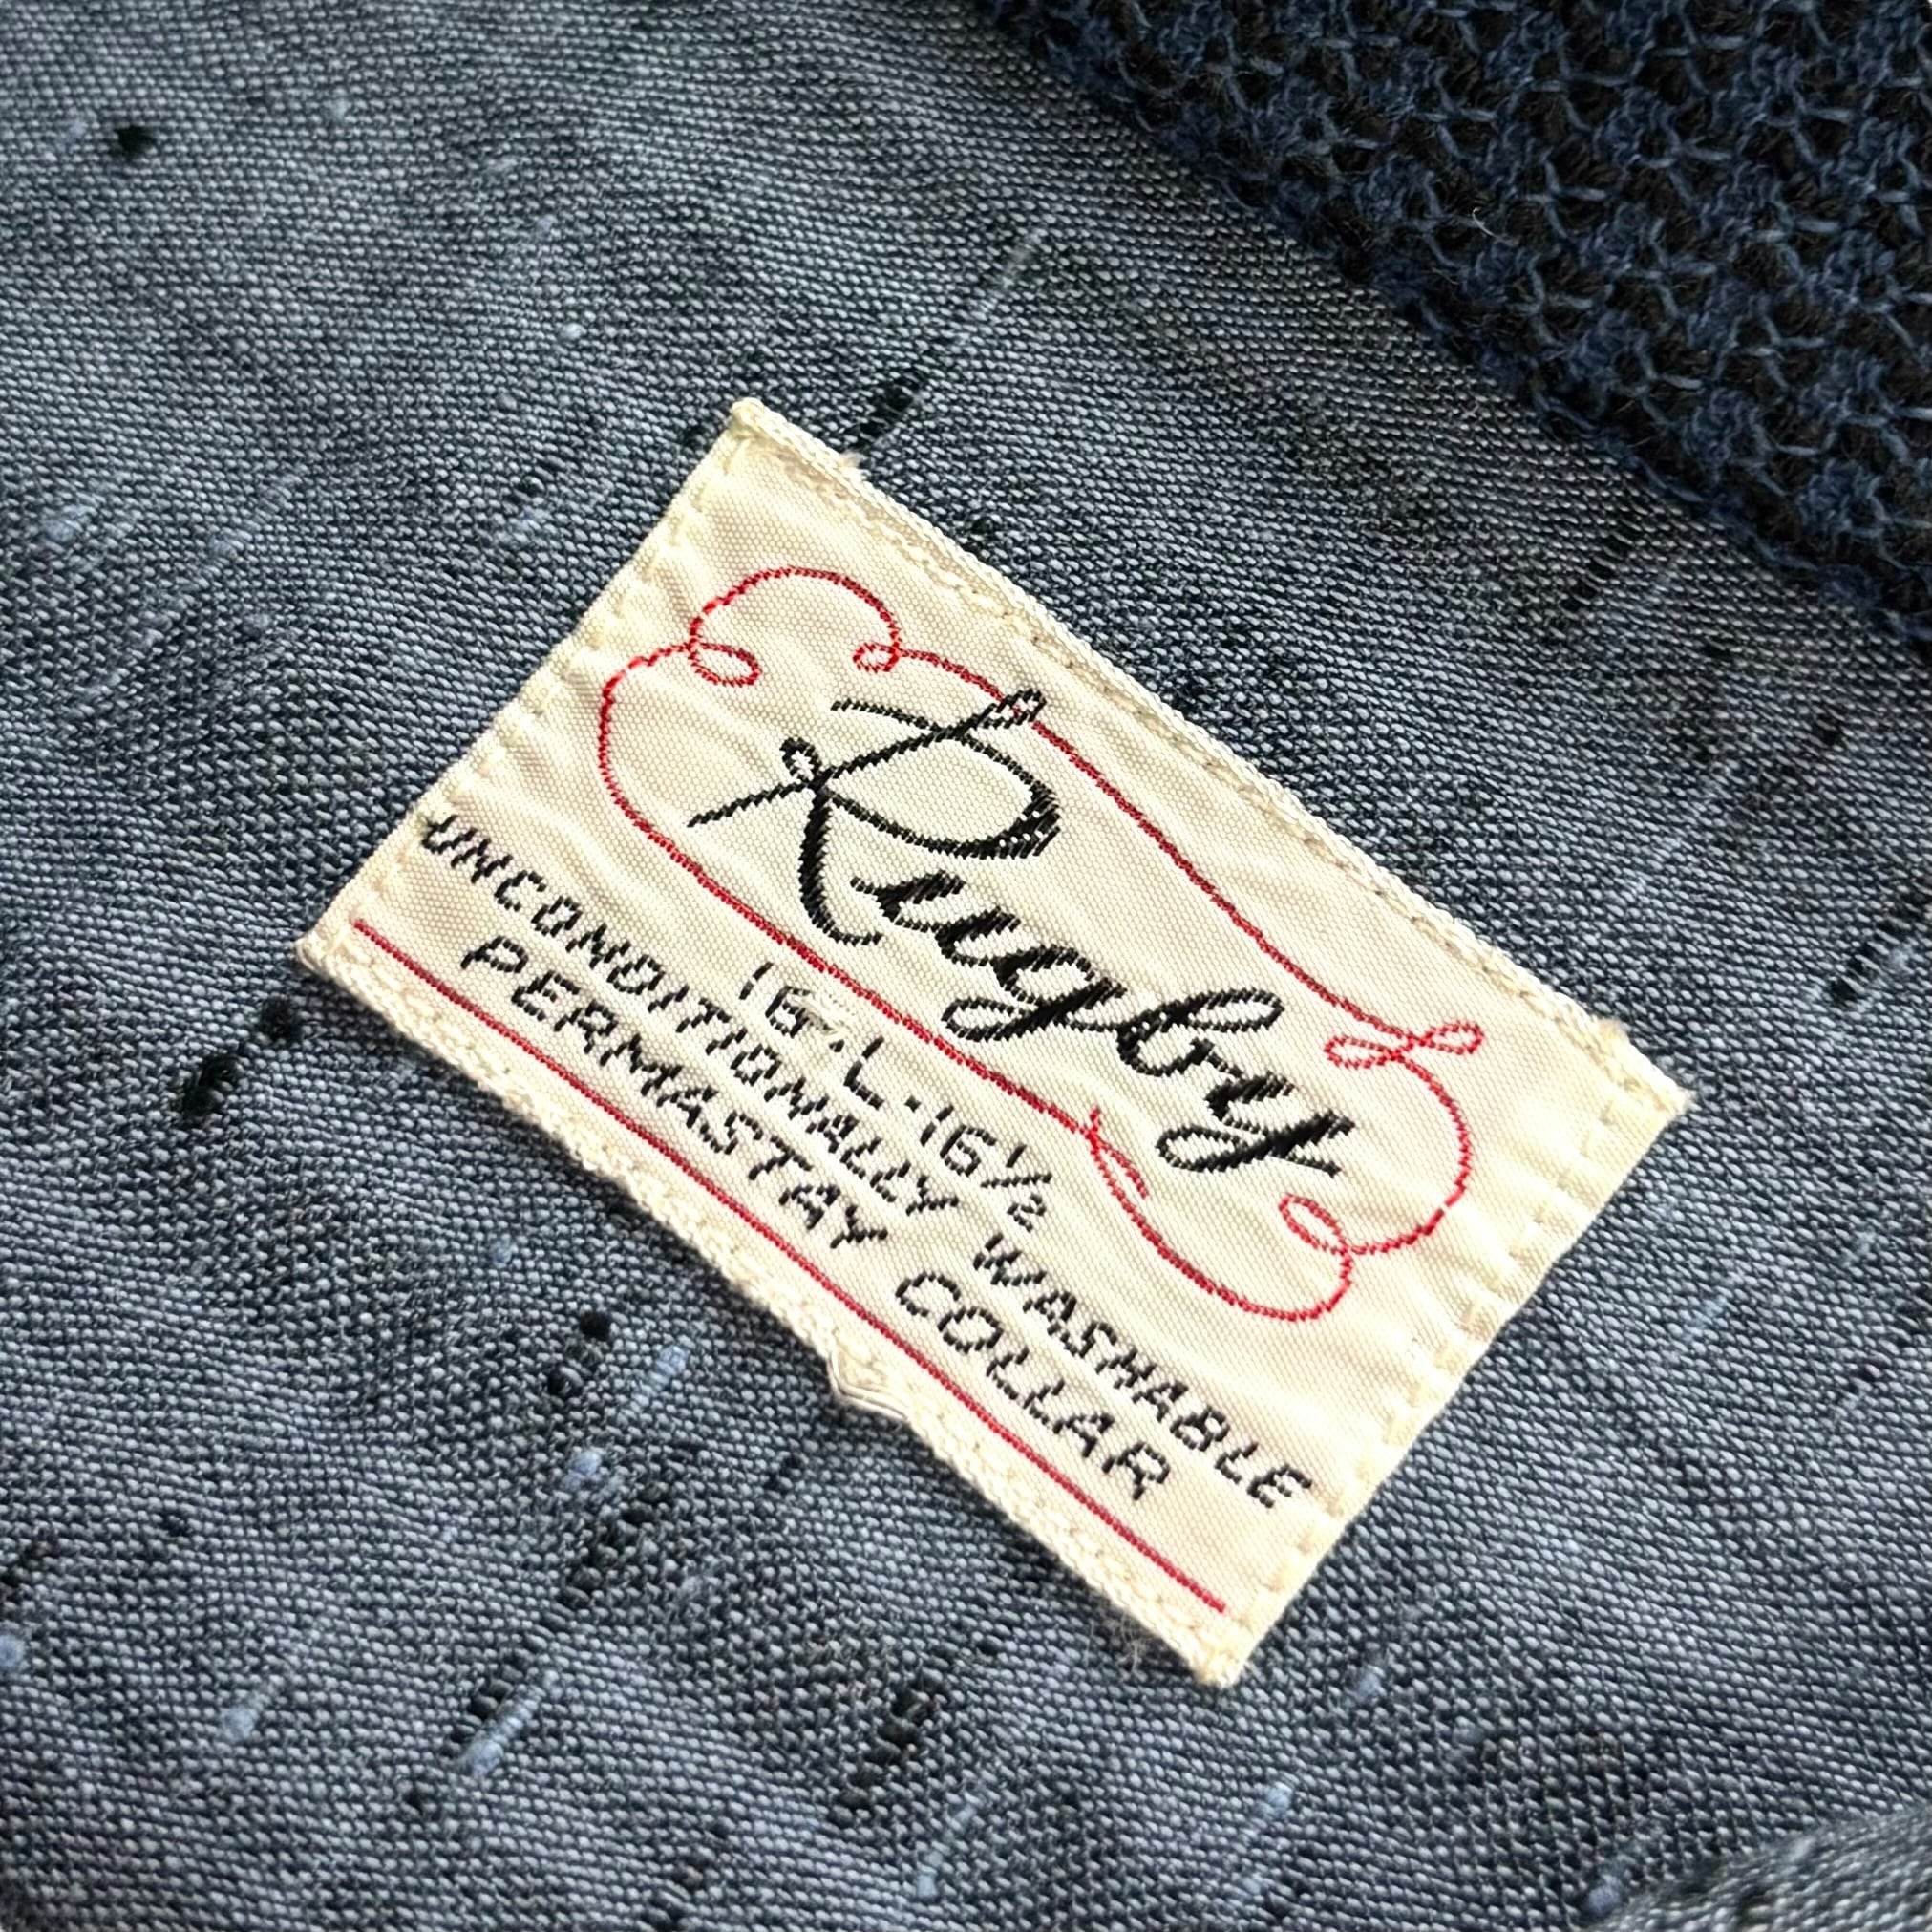 Rugby
16-L-16½
UNCONDITIONALLY WASHABLE
PERMASTAY COLLAR